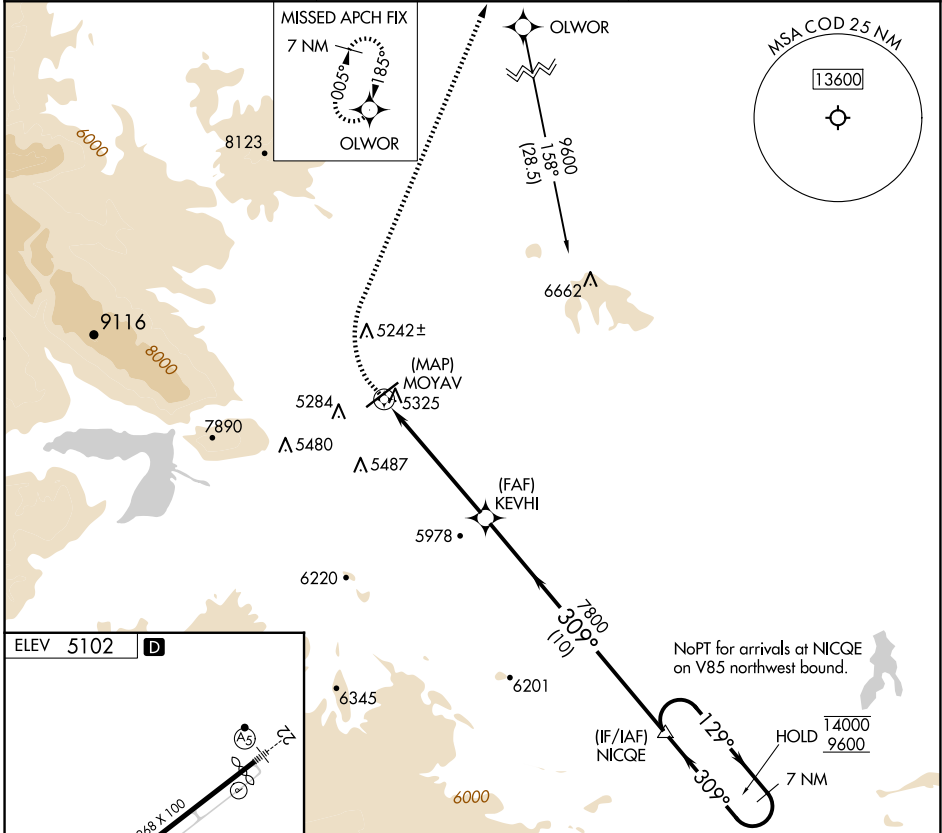 MISSED APCH FIX
7 NM
005°
185°
OLWOR
OLWOR
9600
158°
(28.5)
MSA COD 25 NM
13600
6000
8123
9116
8000
6662
5242±
(MAP)
MOYAV
5325
5284
7890
5480
5487
(FAF)
KEVHI
5978
6220
7800
309°
(10)
NoPT for arrivals at NICQE
on V85 northwest bound.
6345
6201
(IF/IAF)
NICQE
129°
HOLD
14000
9600
7 NM
309°
6000
ELEV 5102 D
A5
22
P
268 X 100